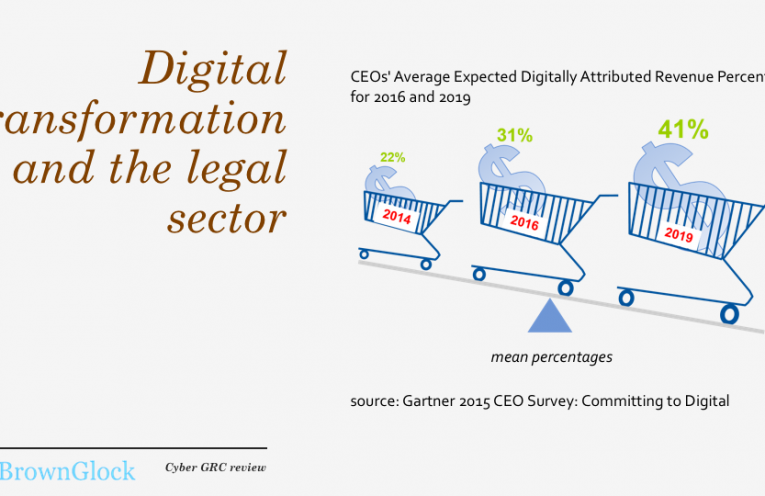 Digital
ransformation
and the legal
sector
CEOs' Average Expected Digitally Attributed Revenue Percent
for 2016 and 2019
22%
31%
41%
2014
2016
2019
mean percentages
source: Gartner 2015 CEO Survey: Committing to Digital
BrownGlock
Cyber GRC review